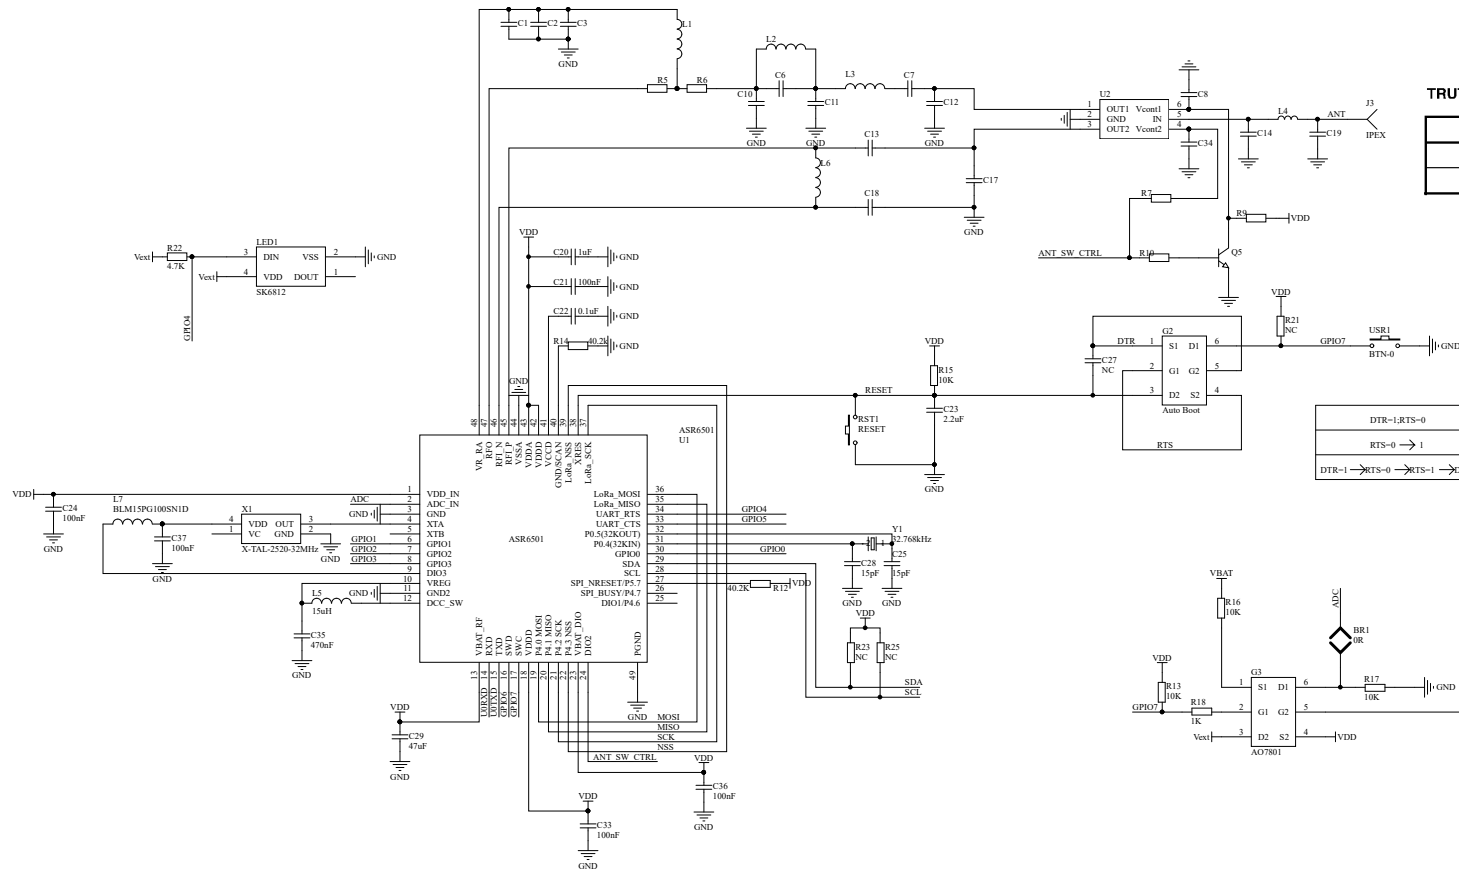 C1 C2 C3 L1
GND
L2
R5 R6 C6 L3 C7
C10 C11 C12
GND GND GND
C13
L6
C18 C17
GND
C8
U2
1 OUT1 Vcont1 6
2 GND IN 5
3 OUT2 Vcont2 4
L4 ANT J3
IPEX
C14 C19
C34
TRU
R7
R9 VDD
ANT_SW_CTRL R10 Q5
Vext R22 4.7K
LED1
3 DIN VSS 2 GND
Vext 4 VDD DOUT 1
SK6812
GPIO4
VDD
C20 1uF GND
C21 100nF GND
C22 0.1uF GND
R14 40.2k GND
GND
VDD
R15
10K
RESET
RST1
RESET
C23
2.2uF
GND
VDD
R21
NC
G2
DTR 1 S1 D1 6
2 G1 G2 5
3 D2 S2 4
Auto Boot
RTS
C27
NC
GPIO7
USR1
BTN-0
GND
DTR=1;RTS=0
RTS=0 1
DTR=1 RTS=0 RTS=1 D
48 47 46 45 44 43 42 41 40 39 38 37
VR_RA RFO RFI_N RFI_P VSSA VDDA VDDD VCCD GND/SCAN LoRa_NSS XRES LoRa_SCK
ASR6501
U1
VDD
C24
100nF
GND
L7
BLM15PG100SN1D
C37
100nF
GND
X1
4 VDD OUT 3
1 VC GND 2
X-TAL-2520-32MHz
GND
ADC
GND
GPIO1
GPIO2
GPIO3
GND
L5
15uH
C35
470nF
GND
1 VDD_IN
2 ADC_IN
3 GND
4 XTA
5 XTB
6 GPIO1
7 GPIO2
8 GPIO3
9 DIO3
10 VREG
11 GND2
12 DCC_SW
ASR6501
LoRa_MOSI 36
LoRa_MISO 35
UART_RTS 34 GPIO4
UART_CTS 33 GPIO5
P0.5(32KOUT) 32
P0.4(32KIN) 31
GPIO0 30 GPIO0
SDA 29
SCL 28
SPI_NRESET/P5.7 27
SPI_BUSY/P4.7 26
DIO1/P4.6 25
40.2K R12 VDD
Y1
32.768kHz
C28
15pF
C25
15pF
GND GND
VDD
R23
NC
R25
NC
SDA
SCL
VBAT_RF RXD TXD SWD SWC VDDD P4.0 MOSI P4.1 MISO P4.2 SCK P4.3 NSS VBAT_DIO DIO2 PGND
13 14 15 16 17 18 19 20 21 22 23 24 49
U0RXD U0TXD GPIO6 GPIO7
GND MOSI
MISO
SCK
NSS
ANT_SW_CTRL
VDD
C29
47uF
GND
VDD
C36
100nF
GND
VDD
C33
100nF
GND
VBAT
R16
10K
ADC
BR1
0R
VDD
R13
10K
GPIO7 R18
1K
G3
1 S1 D1 6
2 G1 G2 5
3 D2 S2 4
AO7801
Vext
VDD
R17
10K
GND